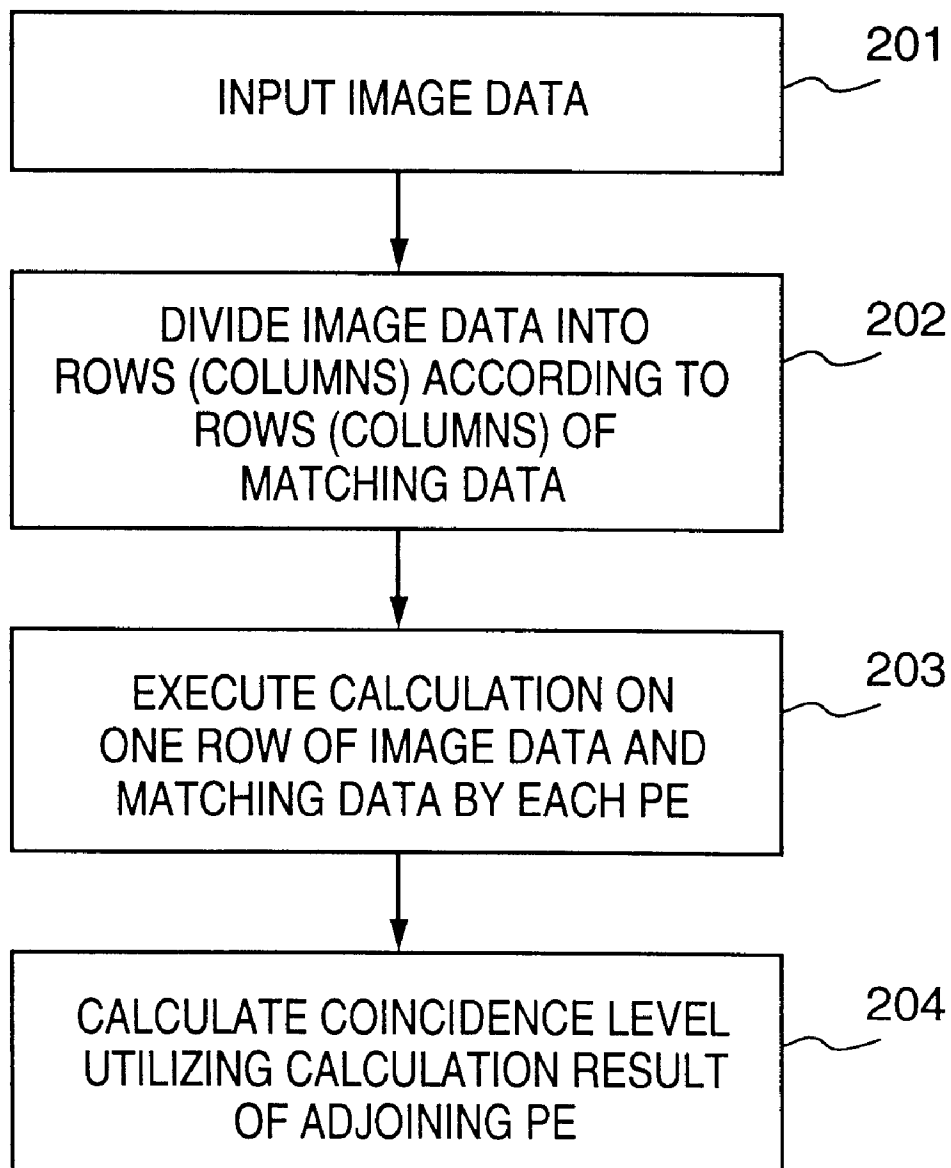 201
INPUT IMAGE DATA
202
DIVIDE IMAGE DATA INTO
ROWS (COLUMNS) ACCORDING TO
ROWS (COLUMNS) OF
MATCHING DATA
203
EXECUTE CALCULATION ON
ONE ROW OF IMAGE DATA AND
MATCHING DATA BY EACH PE
204
CALCULATE COINCIDENCE LEVEL
UTILIZING CALCULATION RESULT
OF ADJOINING PE